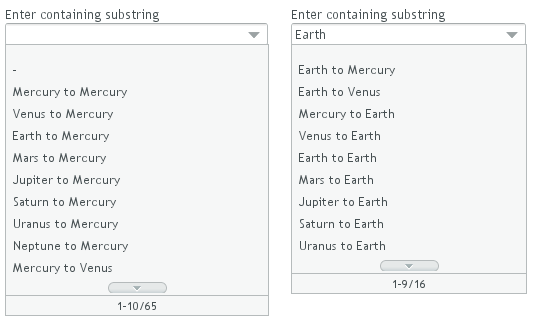 Enter containing substring
-
Mercury to Mercury
Venus to Mercury
Earth to Mercury
Mars to Mercury
Jupiter to Mercury
Saturn to Mercury
Uranus to Mercury
Neptune to Mercury
Mercury to Venus
1-10/65
Enter containing substring
Earth
Earth to Mercury
Earth to Venus
Mercury to Earth
Venus to Earth
Earth to Earth
Mars to Earth
Jupiter to Earth
Saturn to Earth
Uranus to Earth
1-9/16